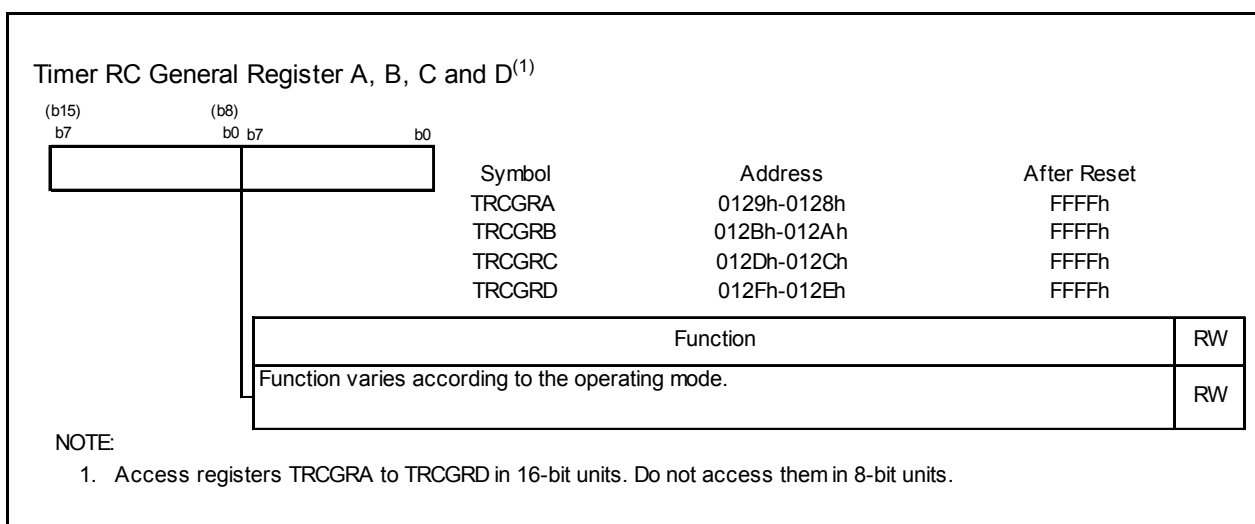 Timer RC General Register A, B, C and D(1)
(b15) (b8)
b7 b0 b7 b0
Symbol Address After Reset
TRCGRA 0129h-0128h FFFFh
TRCGRB 012Bh-012Ah FFFFh
TRCGRC 012Dh-012Ch FFFFh
TRCGRD 012Fh-012Eh FFFFh
Function RW
Function varies according to the operating mode. RW
NOTE:
1. Access registers TRCGRA to TRCGRD in 16-bit units. Do not access them in 8-bit units.